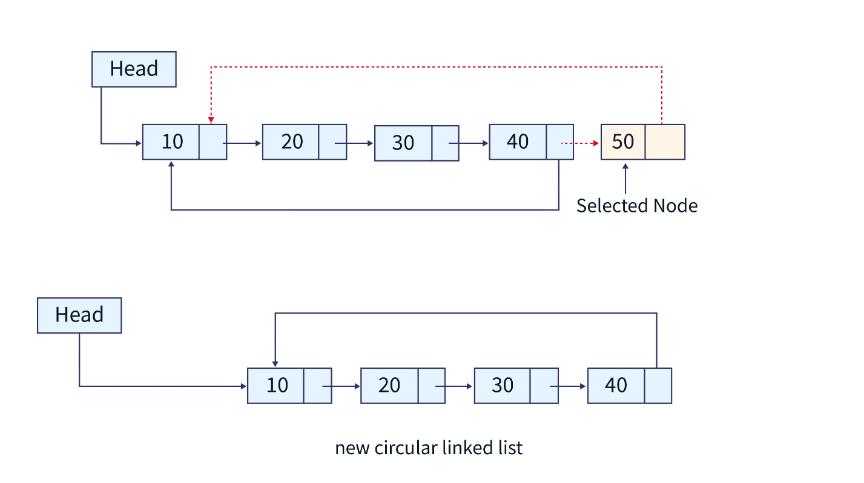 Head
10 20 30 40 50
Selected Node
Head
10 20 30 40
new circular linked list